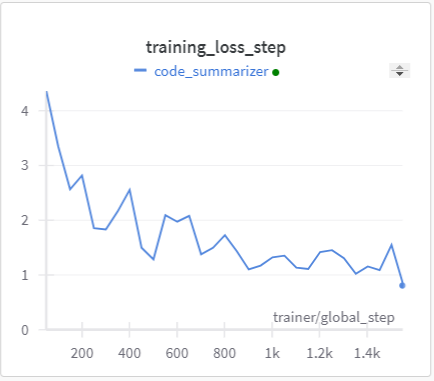 training_loss_step
code_summarizer
4
3
2
1
0
trainer/global_step
200 400 600 800 1k 1.2k 1.4k